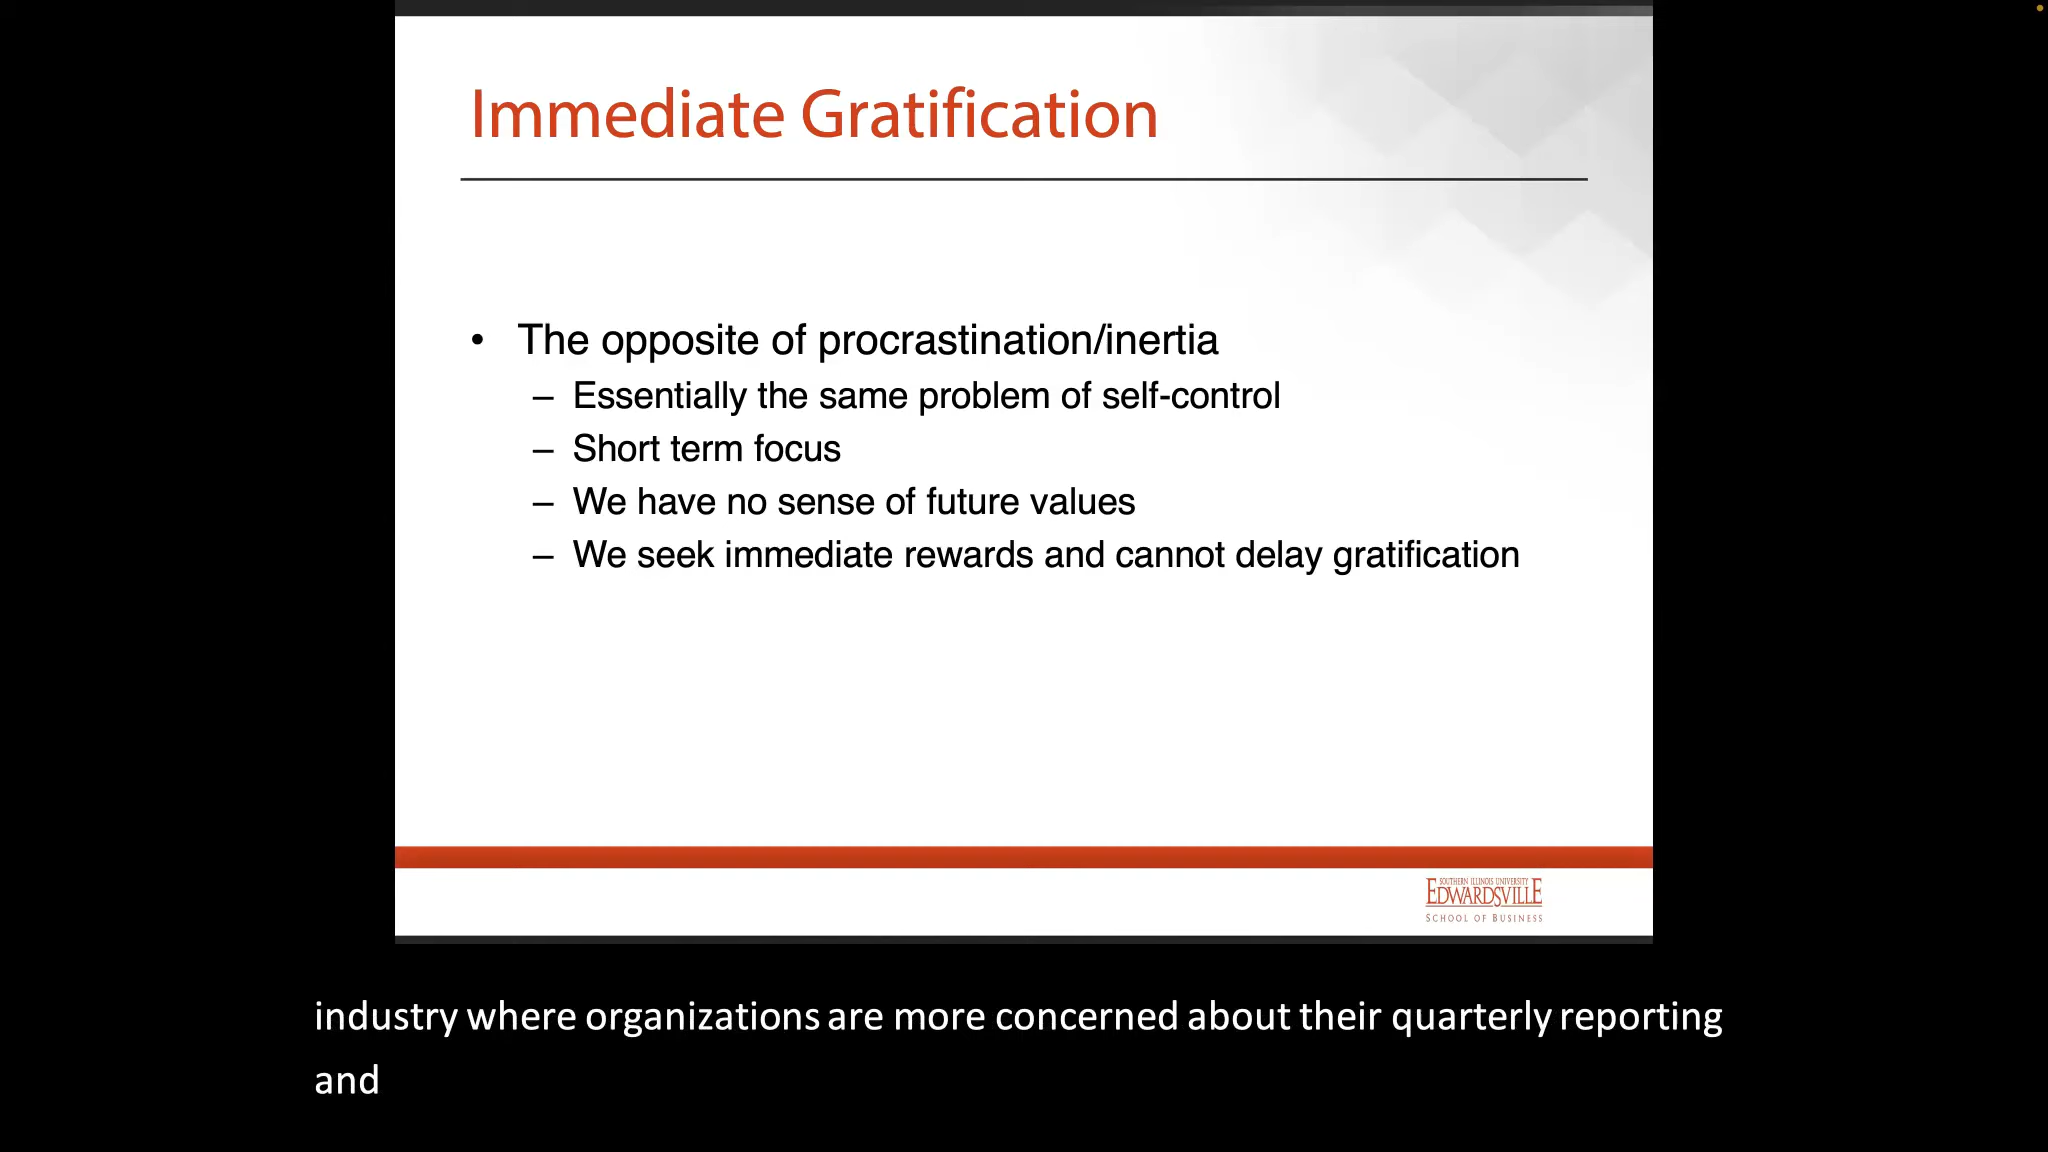 Immediate Gratification
• The opposite of procrastination/inertia
– Essentially the same problem of self-control
– Short term focus
– We have no sense of future values
– We seek immediate rewards and cannot delay gratification
SOUTHERN ILLINOIS UNIVERSITY
EDWARDSVILLE
SCHOOL OF BUSINESS
industry where organizations are more concerned about their quarterly reporting
and